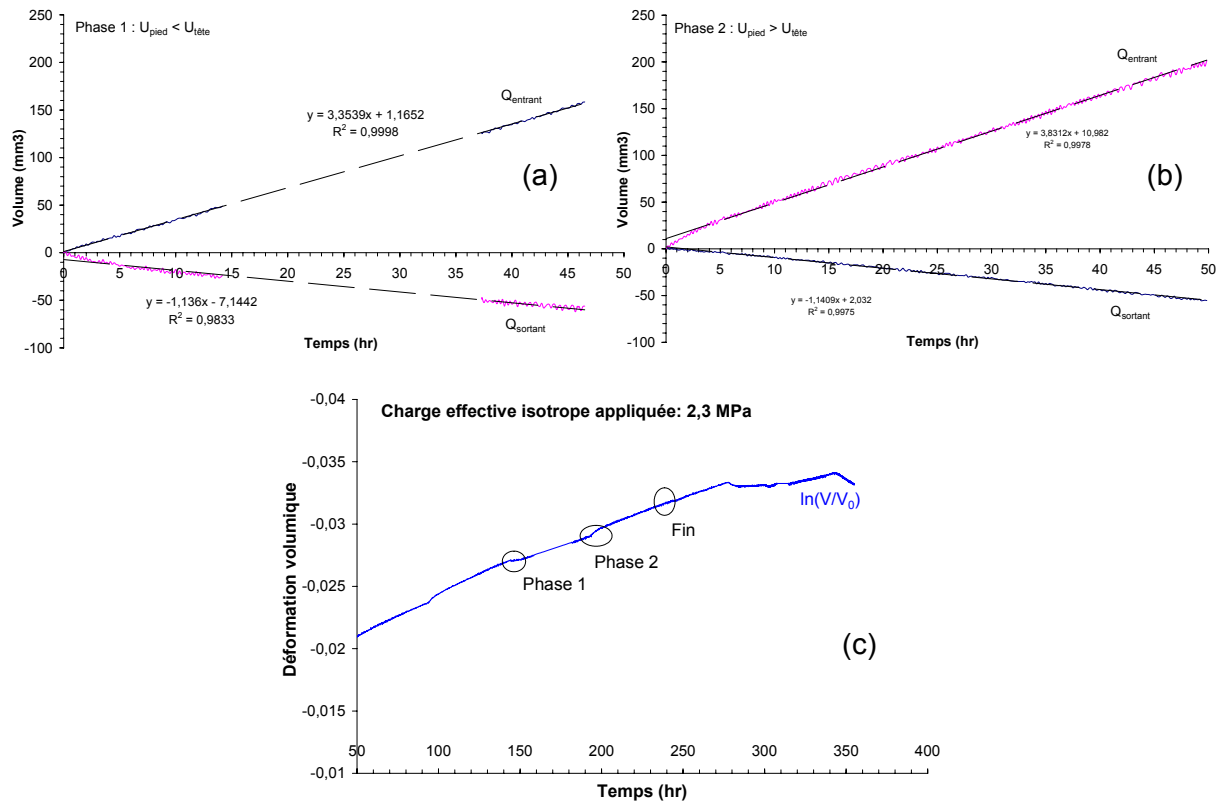 Phase 1 : Upied < Utête
250
200
150
100
50
0
-50
-100
Volume (mm3)
0 5 10 15 20 25 30 35 40 45 50
Temps (hr)
Qentrant
y = 3,3539x + 1,1652
R² = 0,9998
(a)
y = -1,136x - 7,1442
R² = 0,9833
Qsortant
Phase 2 : Upied > Utête
250
200
150
100
50
0
-50
-100
Volume (mm3)
0 5 10 15 20 25 30 35 40 45 50
Temps (hr)
Qentrant
y = 3,8312x + 10,982
R² = 0,9978
(b)
y = -1,1409x + 2,032
R² = 0,9975
Qsortant
Charge effective isotrope appliquée: 2,3 MPa
-0,04
-0,035
-0,03
-0,025
-0,02
-0,015
-0,01
Déformation volumique
ln(V/V0)
Fin
Phase 2
Phase 1
(c)
50 100 150 200 250 300 350 400
Temps (hr)